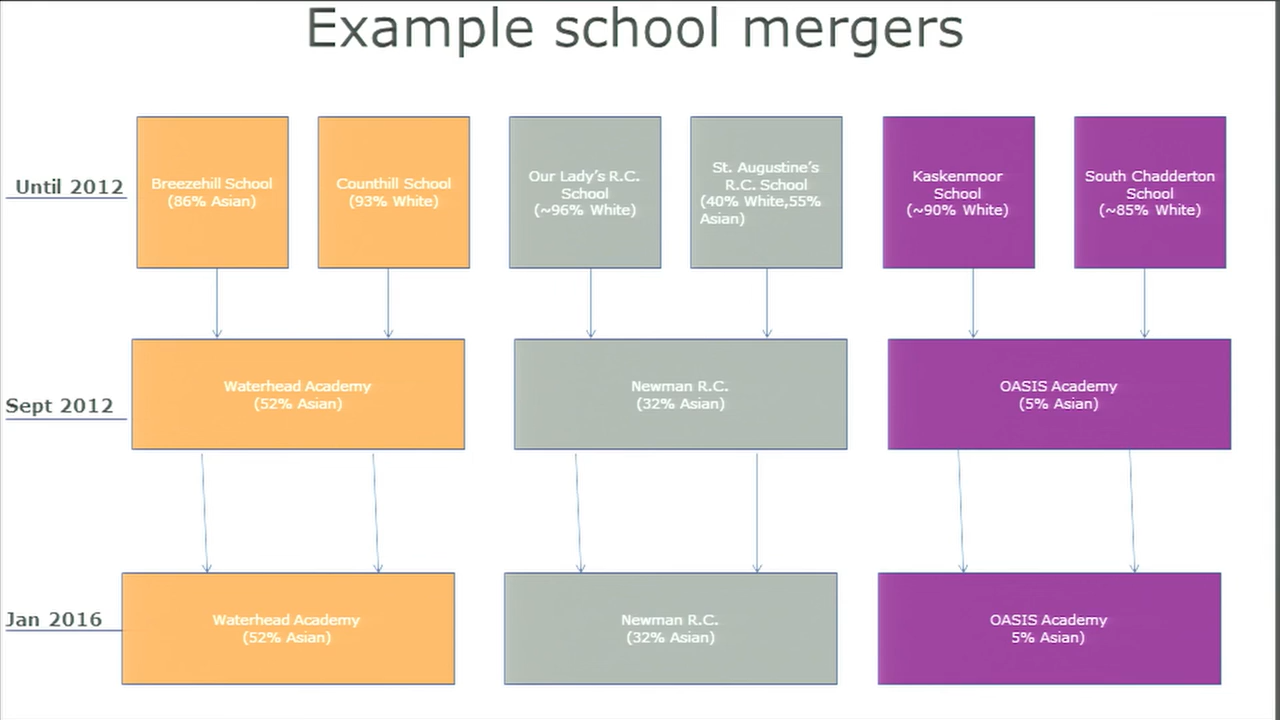 Example school mergers
Until 2012
Breezehill School
(86% Asian)
Counthill School
(93% White)
Our Lady's R.C.
School
(~96% White)
St. Augustine's
R.C. School
(40% White,55%
Asian)
Kaskenmoor
School
(~90% White)
South Chadderton
School
(~85% White)
Sept 2012
Waterhead Academy
(52% Asian)
Newman R.C.
(32% Asian)
OASIS Academy
(5% Asian)
Jan 2016
Waterhead Academy
(52% Asian)
Newman R.C.
(32% Asian)
OASIS Academy
5% Asian)